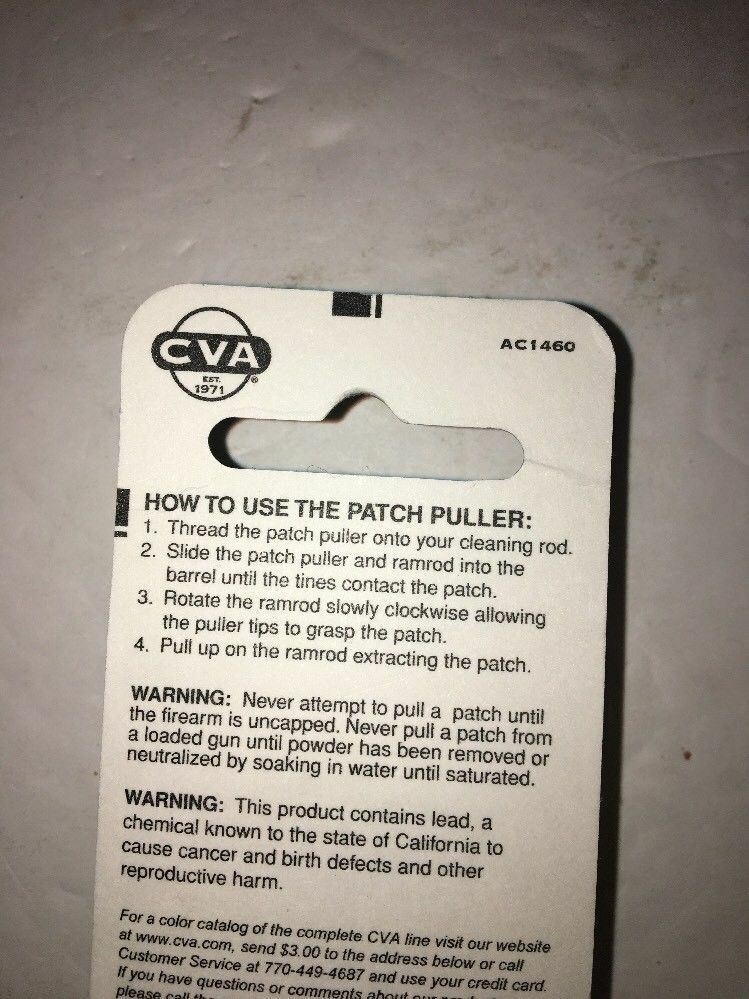 CVA
EST.
1971
®
AC1460
HOW TO USE THE PATCH PULLER:
1. Thread the patch puller onto your cleaning rod.
2. Slide the patch puller and ramrod into the
barrel until the tines contact the patch.
3. Rotate the ramrod slowly clockwise allowing
the puller tips to grasp the patch.
4. Pull up on the ramrod extracting the patch.
WARNING: Never attempt to pull a patch until
the firearm is uncapped. Never pull a patch from
a loaded gun until powder has been removed or
neutralized by soaking in water until saturated.
WARNING: This product contains lead, a
chemical known to the state of California to
cause cancer and birth defects and other
reproductive harm.
For a color catalog of the complete CVA line visit our website
at www.cva.com, send $3.00 to the address below or call
Customer Service at 770-449-4687 and use your credit card.
If you have questions or comments about our
please call